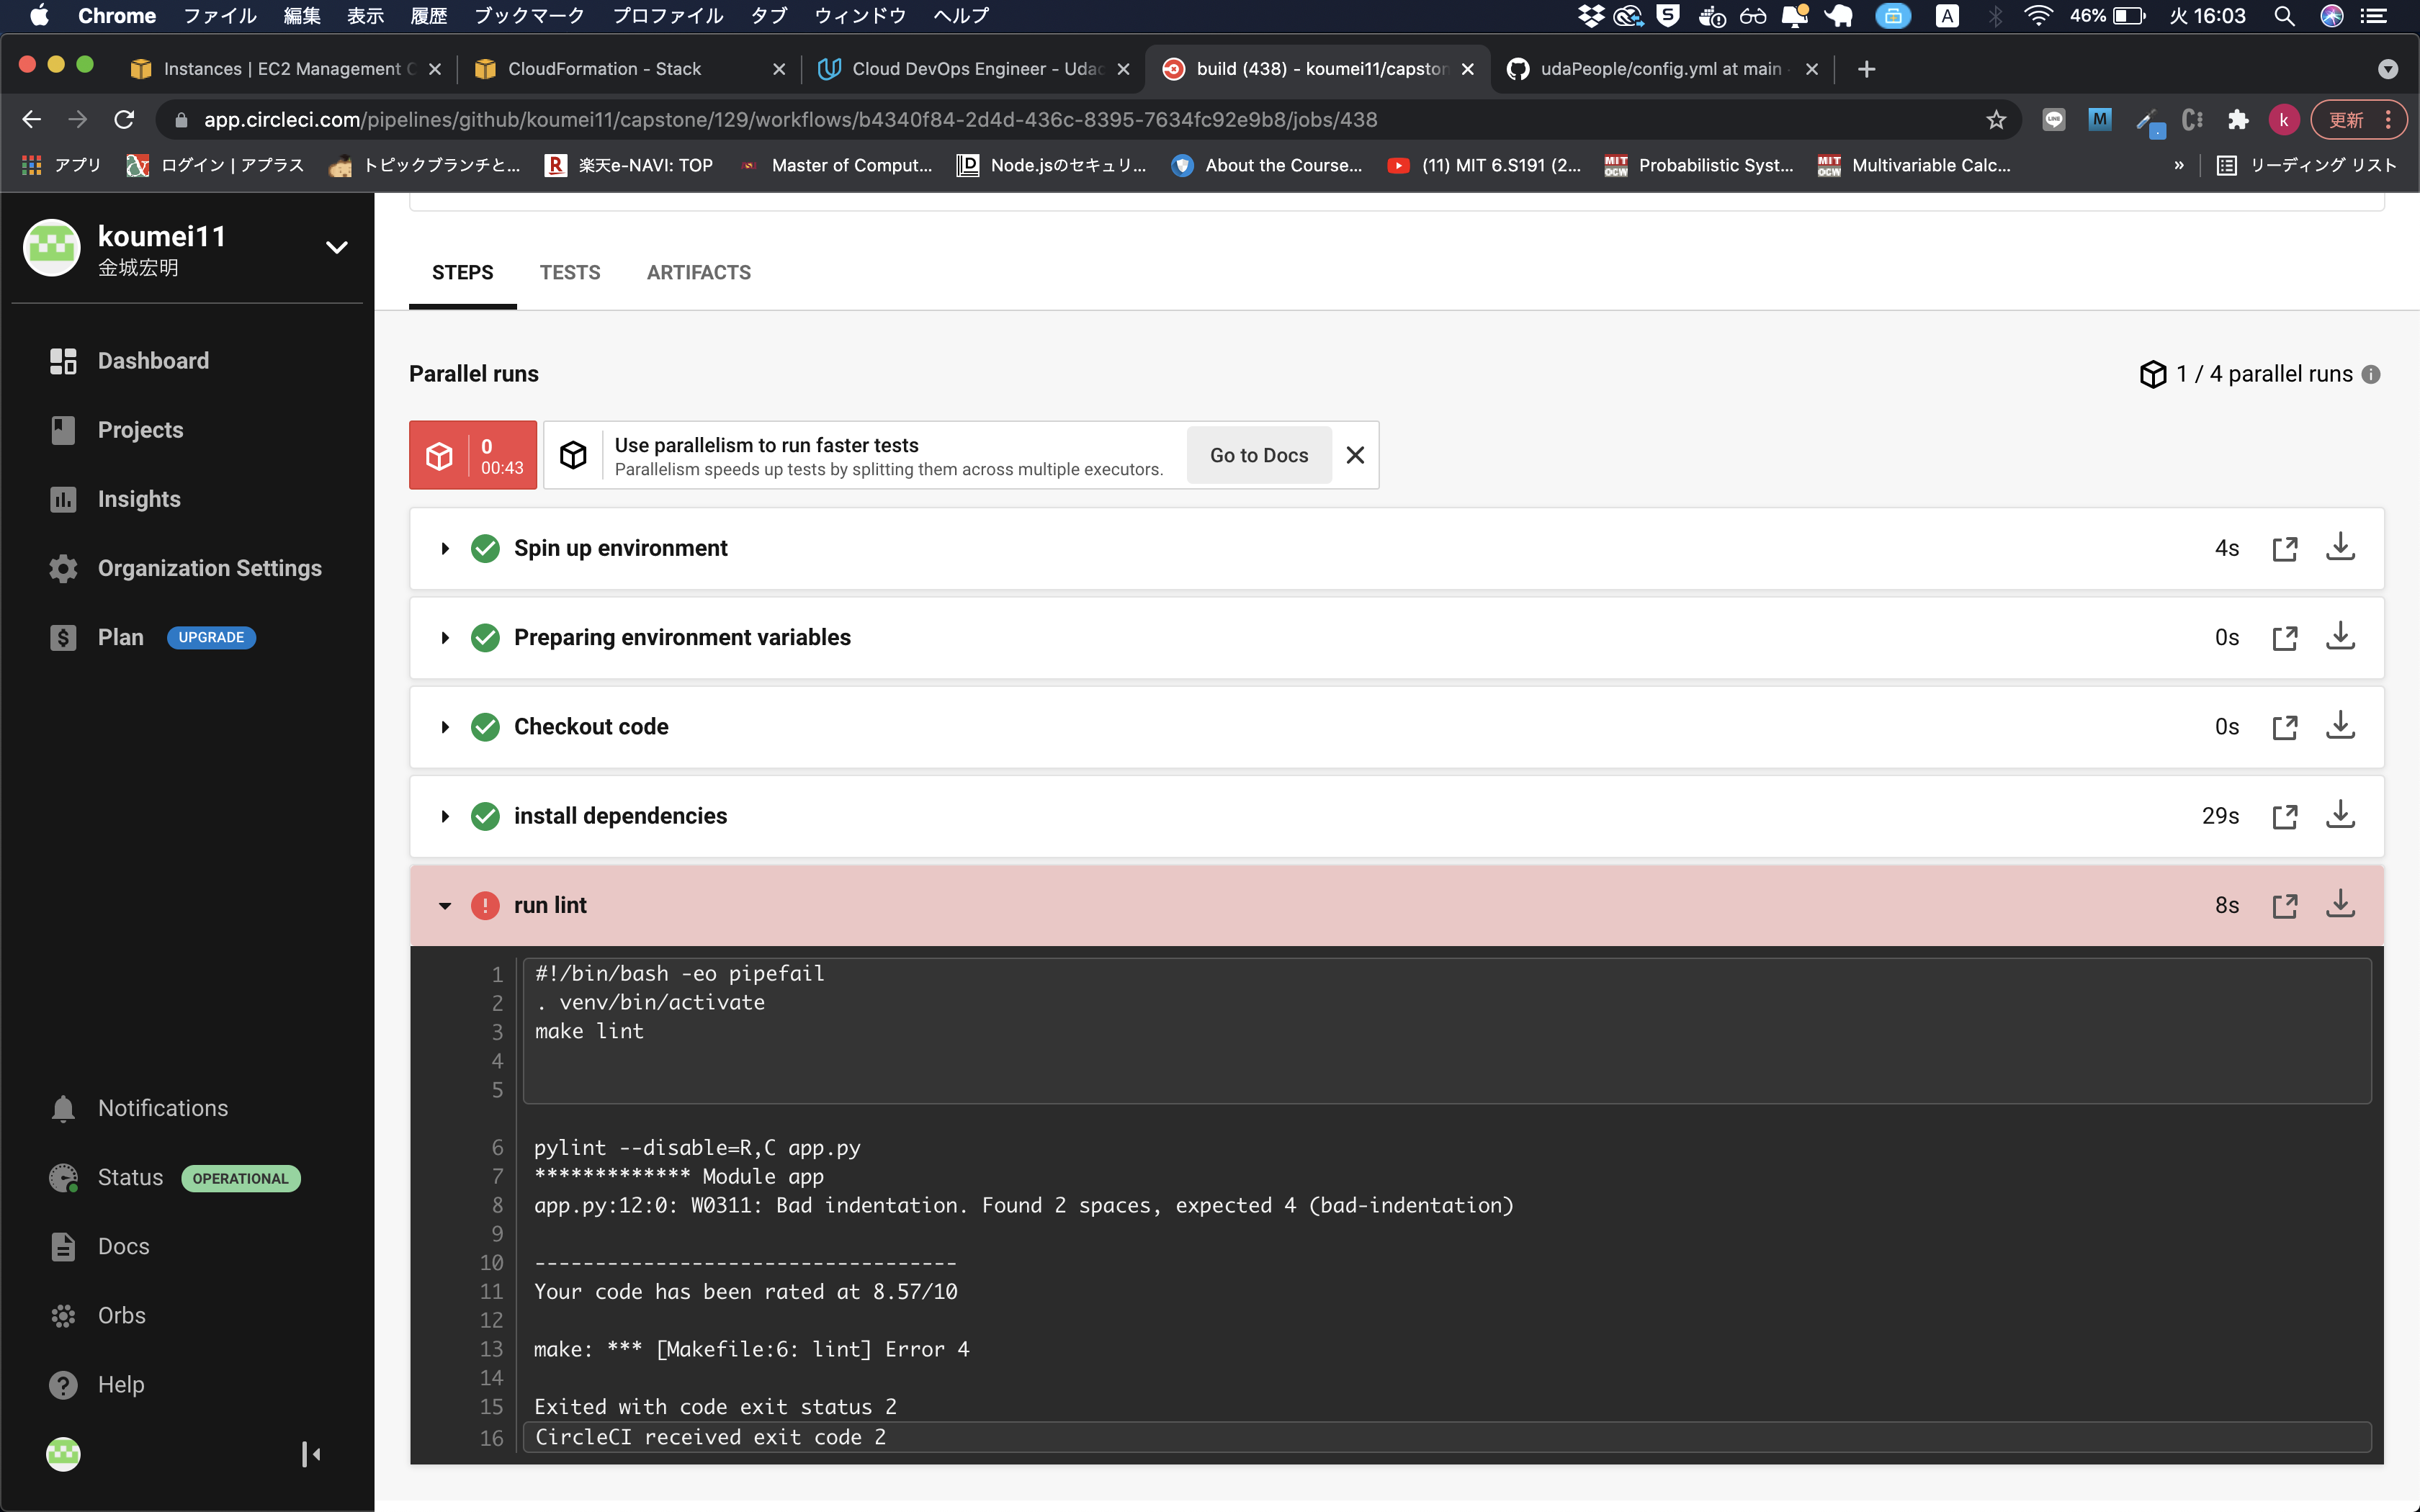 Chrome ファイル 編集 表示 履歴 ブックマーク プロファイル タブ ウィンドウ ヘルプ
A 46% 火 16:03
Instances | EC2 Management C
CloudFormation - Stack
Cloud DevOps Engineer - Udac
build (438) - koumei11/capston
udaPeople/config.yml at main
app.circleci.com/pipelines/github/koumei11/capstone/129/workflows/b4340f84-2d4d-436c-8395-7634fc92e9b8/jobs/438
k
更新
アプリ
ログイン | アプラス
トピックブランチと...
楽天e-NAVI: TOP
Master of Comput...
Node.jsのセキュリ...
About the Course...
(11) MIT 6.S191 (2...
Probabilistic Syst...
Multivariable Calc...
»
リーディング リスト
koumei11
金城宏明
Dashboard
Projects
Insights
Organization Settings
Plan UPGRADE
Notifications
Status OPERATIONAL
Docs
Orbs
Help
STEPS TESTS ARTIFACTS
Parallel runs
1 / 4 parallel runs
0
00:43
Use parallelism to run faster tests
Parallelism speeds up tests by splitting them across multiple executors.
Go to Docs
Spin up environment 4s
Preparing environment variables 0s
Checkout code 0s
install dependencies 29s
run lint 8s
1 #!/bin/bash -eo pipefail
2 . venv/bin/activate
3 make lint
4
5
6 pylint --disable=R,C app.py
7 ************* Module app
8 app.py:12:0: W0311: Bad indentation. Found 2 spaces, expected 4 (bad-indentation)
9
10 -----------------------------------
11 Your code has been rated at 8.57/10
12
13 make: *** [Makefile:6: lint] Error 4
14
15 Exited with code exit status 2
16 CircleCI received exit code 2